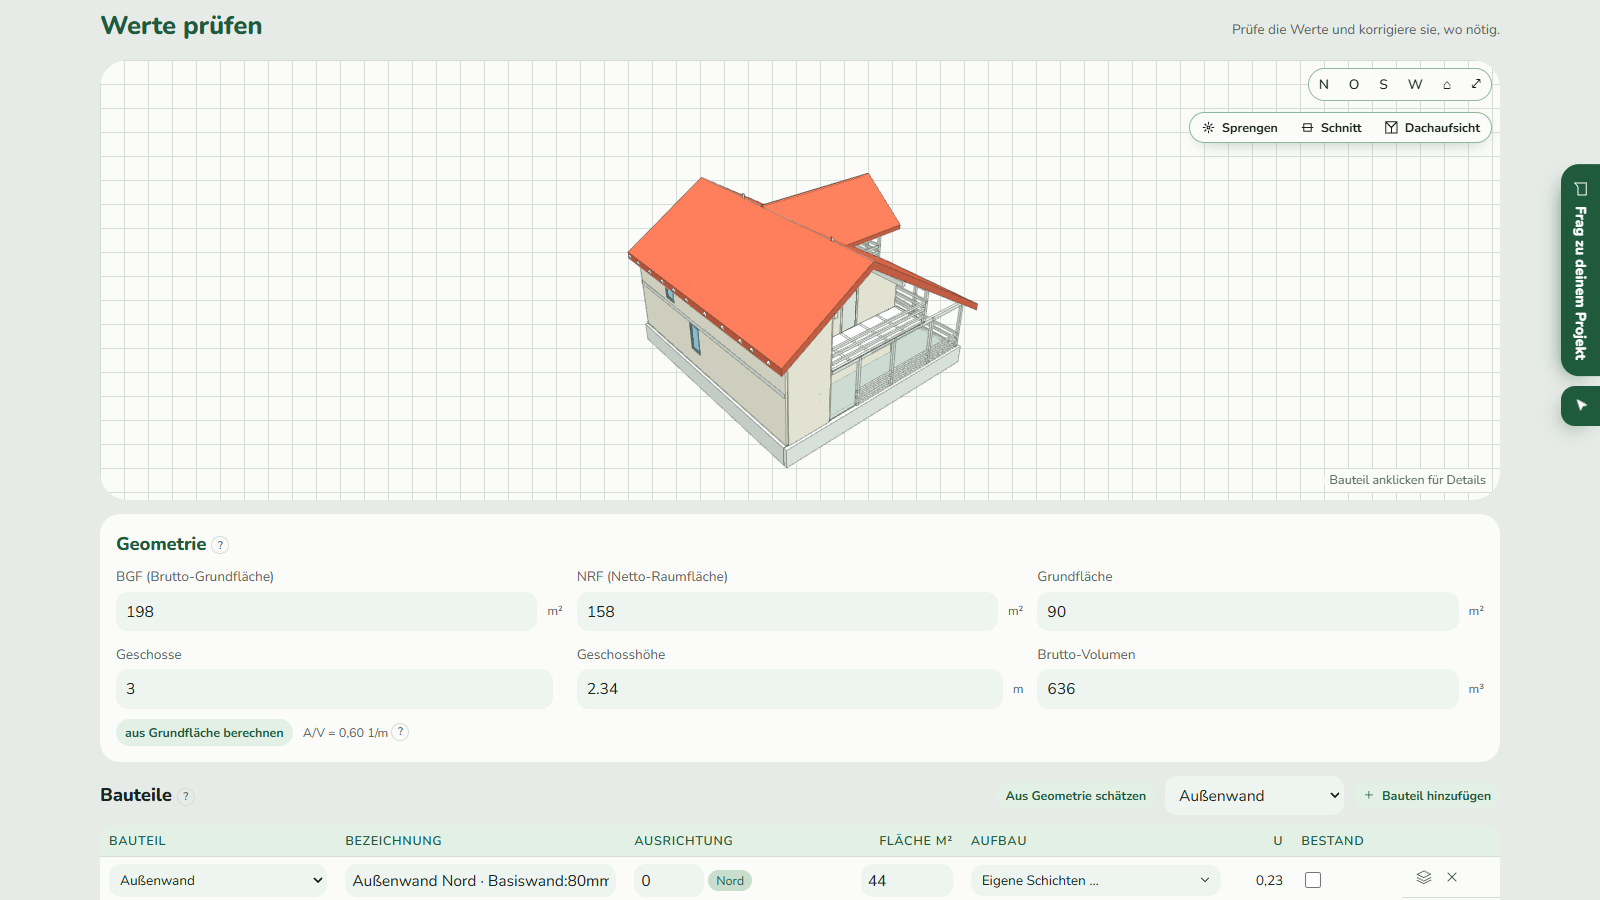 Werte prüfen
Prüfe die Werte und korrigiere sie, wo nötig.
N O S W
Sprengen Schnitt Dachaufsicht
Frag zu deinem Projekt
Bauteil anklicken für Details
Geometrie ?
BGF (Brutto-Grundfläche) NRF (Netto-Raumfläche) Grundfläche
198 m² 158 m² 90 m²
Geschosse Geschosshöhe Brutto-Volumen
3 2.34 m 636 m³
aus Grundfläche berechnen A/V = 0,60 1/m ?
Bauteile ? Aus Geometrie schätzen Außenwand + Bauteil hinzufügen
BAUTEIL BEZEICHNUNG AUSRICHTUNG FLÄCHE M² AUFBAU U BESTAND
Außenwand Außenwand Nord · Basiswand:80mm 0 Nord 44 Eigene Schichten ... 0,23